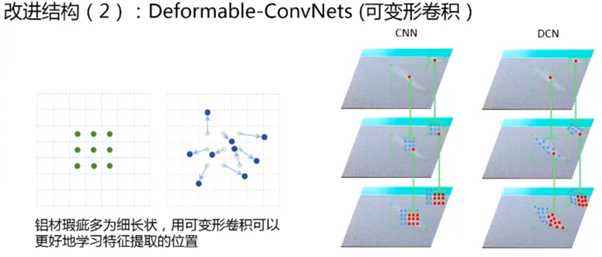 改进结构（2）：Deformable-ConvNets (可变形卷积 )
CNN
DCN
铝材瑕疵多为细长状，用可变形卷积可以
更好地学习特征提取的位置